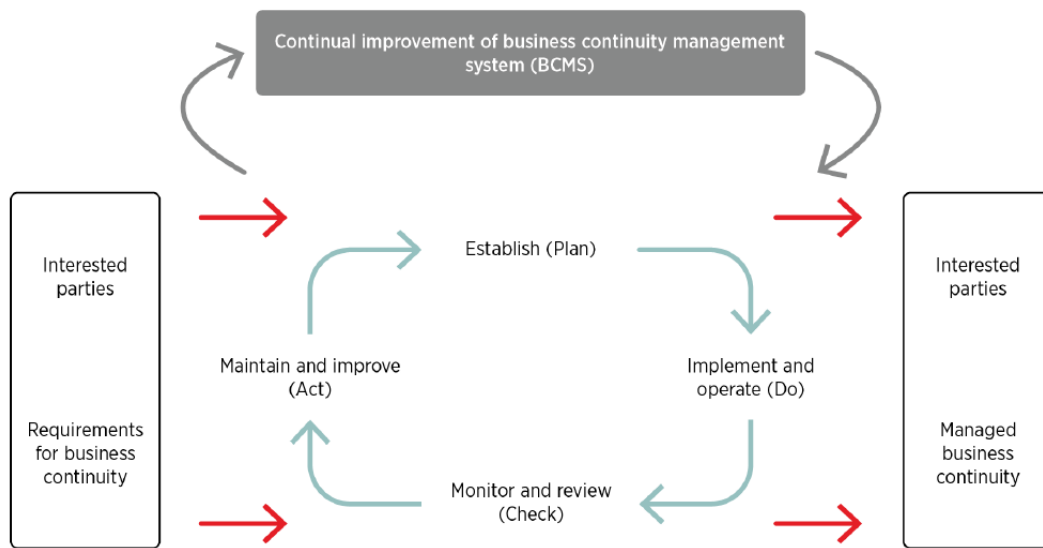 Continual improvement of business continuity management
system (BCMS)
Interested
parties
Requirements
for business
continuity
Establish (Plan)
Maintain and improve
(Act)
Implement and
operate (Do)
Monitor and review
(Check)
Interested
parties
Managed
business
continuity